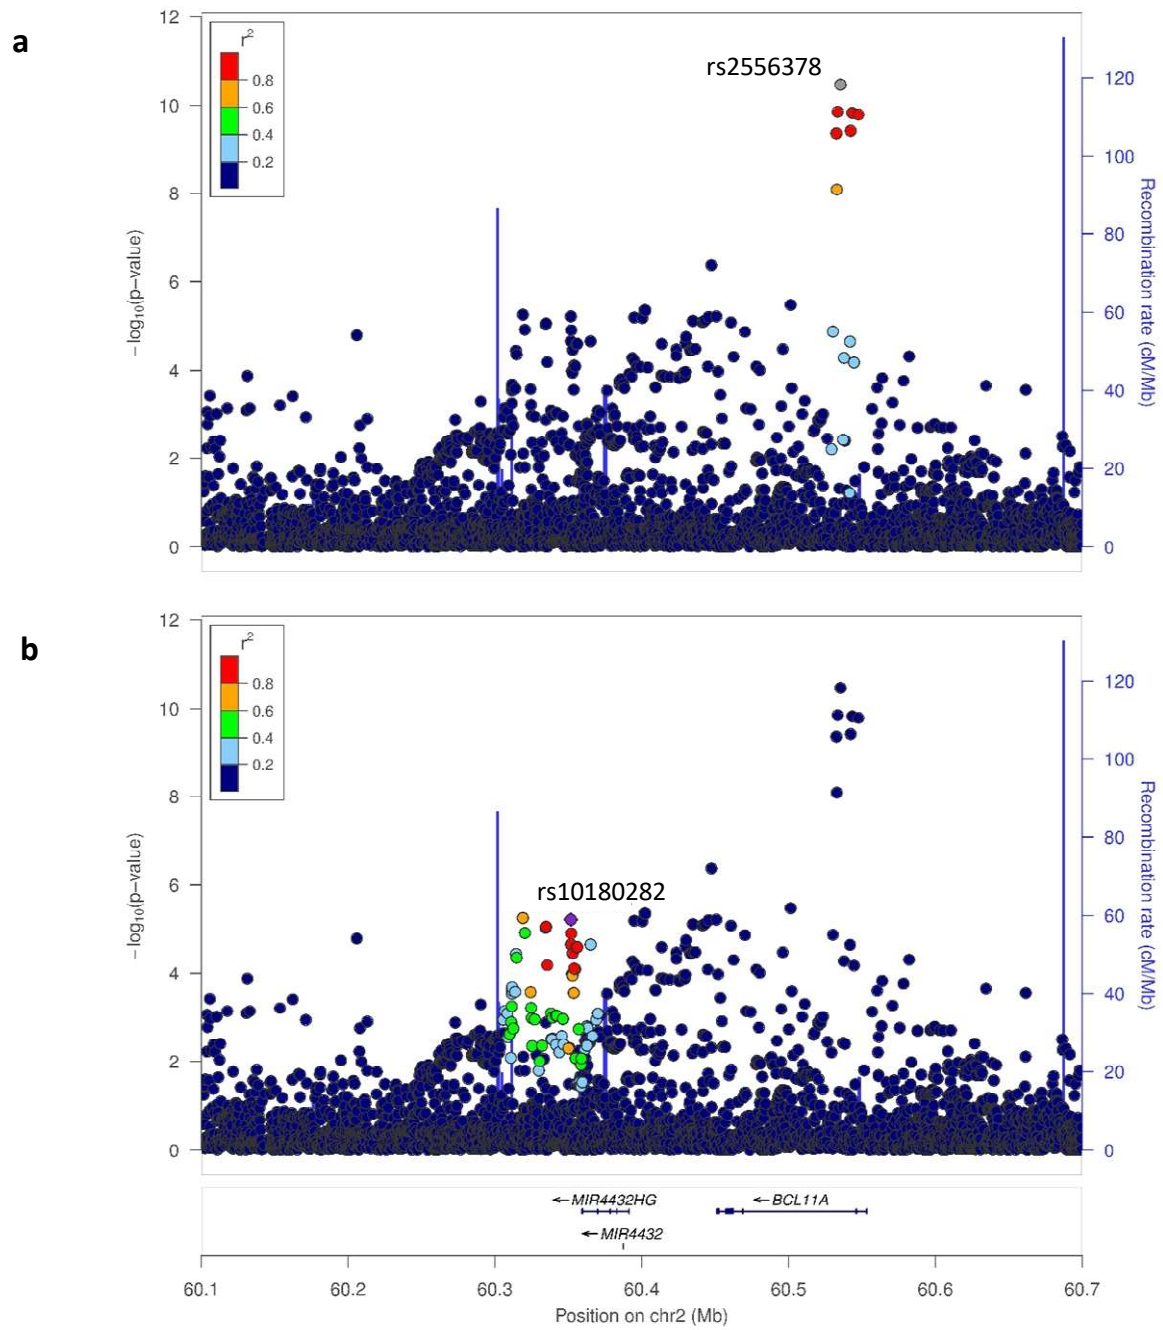 a
12
10
8
6
4
2
0
− log10(p−value)
r2
0.8
0.6
0.4
0.2
rs2556378
120
100
80
60
40
20
0
Recombination rate (cM/Mb)
b
12
10
8
6
4
2
0
− log10(p−value)
r2
0.8
0.6
0.4
0.2
rs10180282
120
100
80
60
40
20
0
Recombination rate (cM/Mb)
←MIR4432HG
←BCL11A
←MIR4432
60.1 60.2 60.3 60.4 60.5 60.6 60.7
Position on chr2 (Mb)